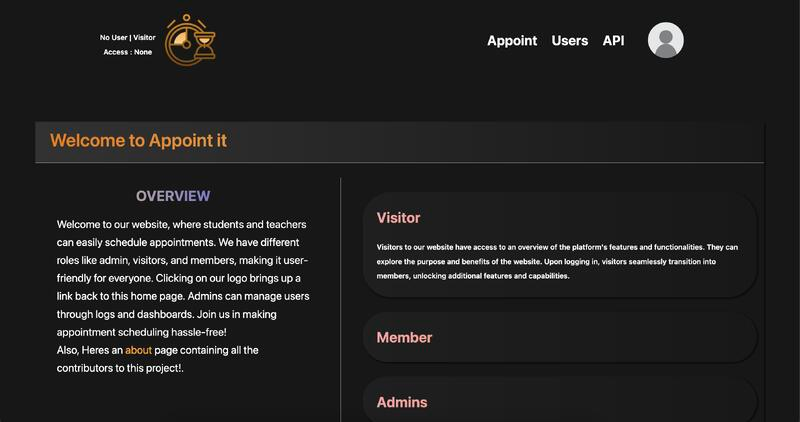 No User | Visitor
Access : None
Appoint Users API
Welcome to Appoint it
OVERVIEW
Welcome to our website, where students and teachers
can easily schedule appointments. We have different
roles like admin, visitors, and members, making it user-
friendly for everyone. Clicking on our logo brings up a
link back to this home page. Admins can manage users
through logs and dashboards. Join us in making
appointment scheduling hassle-free!
Also, Heres an about page containing all the
contributors to this project!.
Visitor
Visitors to our website have access to an overview of the platform's features and functionalities. They can
explore the purpose and benefits of the website. Upon logging in, visitors seamlessly transition into
members, unlocking additional features and capabilities.
Member
Admins